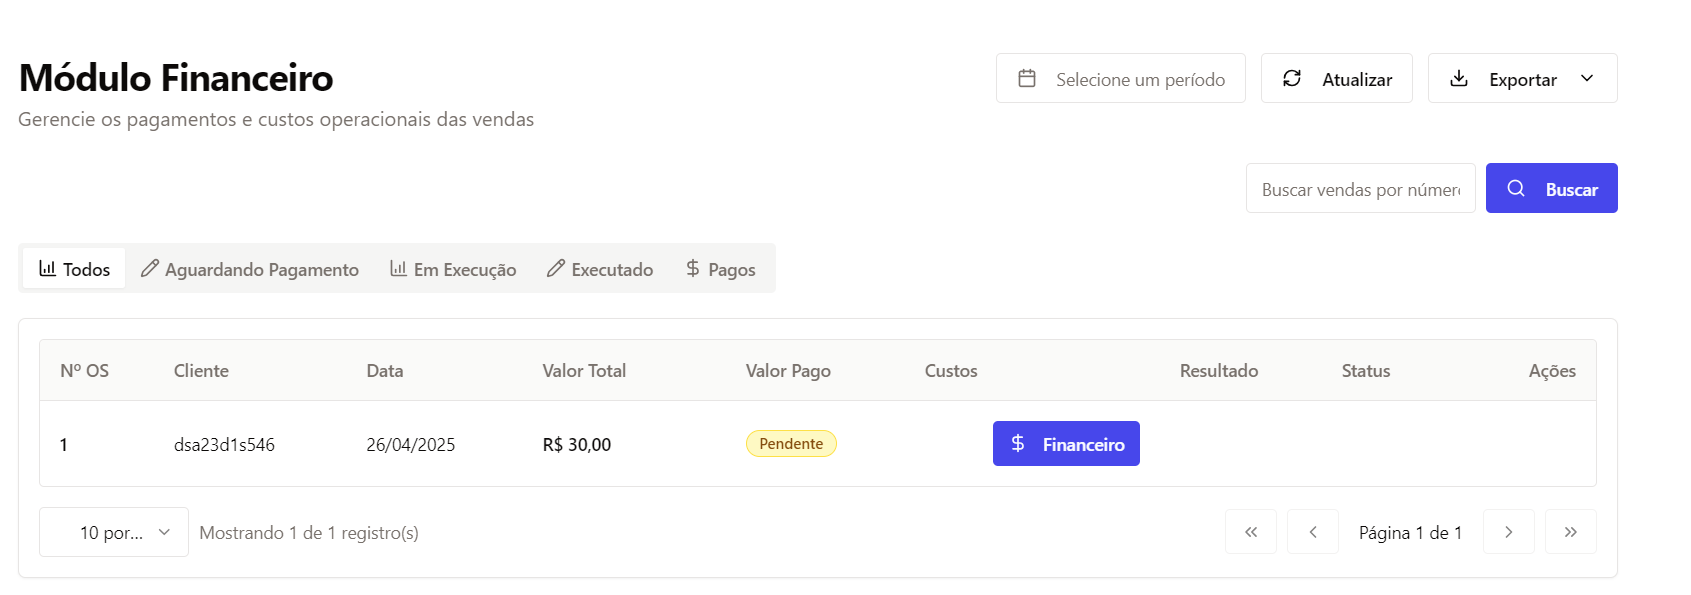 Módulo Financeiro
Gerencie os pagamentos e custos operacionais das vendas
Selecione um período
Atualizar
Exportar
Buscar vendas por número
Buscar
Todos
Aguardando Pagamento
Em Execução
Executado
Pagos
Nº OS Cliente Data Valor Total Valor Pago Custos Resultado Status Ações
1 dsa23d1s546 26/04/2025 R$ 30,00 Pendente Financeiro
10 por...
Mostrando 1 de 1 registro(s)
Página 1 de 1